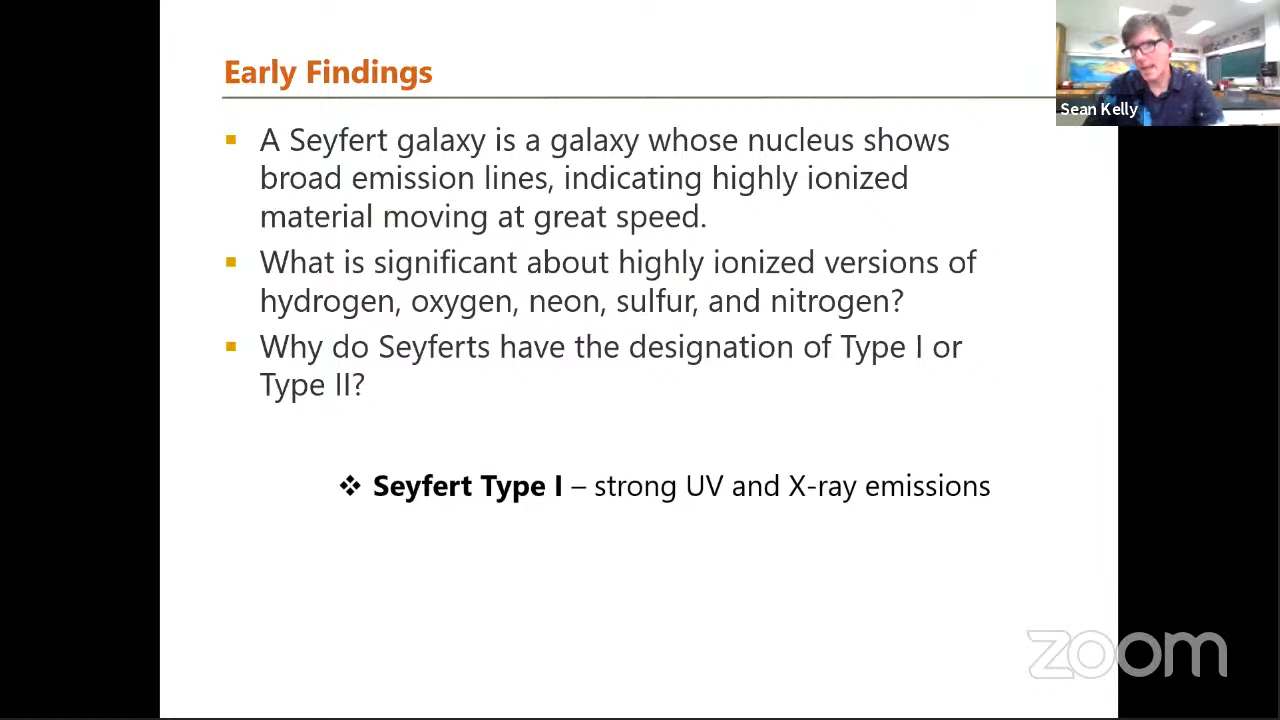 Early Findings
Sean Kelly
A Seyfert galaxy is a galaxy whose nucleus shows
broad emission lines, indicating highly ionized
material moving at great speed.
What is significant about highly ionized versions of
hydrogen, oxygen, neon, sulfur, and nitrogen?
Why do Seyferts have the designation of Type I or
Type II?
Seyfert Type I – strong UV and X-ray emissions
zoom